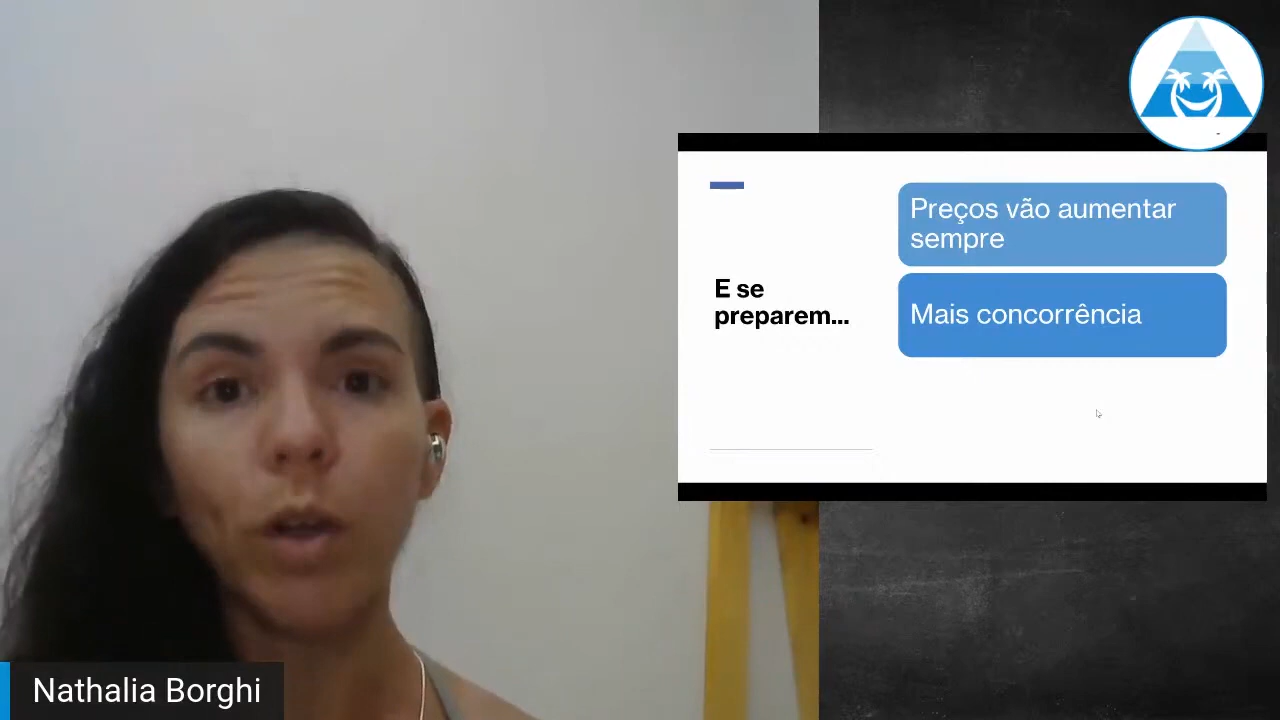 Preços vão aumentar
sempre
E se
preparem...
Mais concorrência
Nathalia Borghi